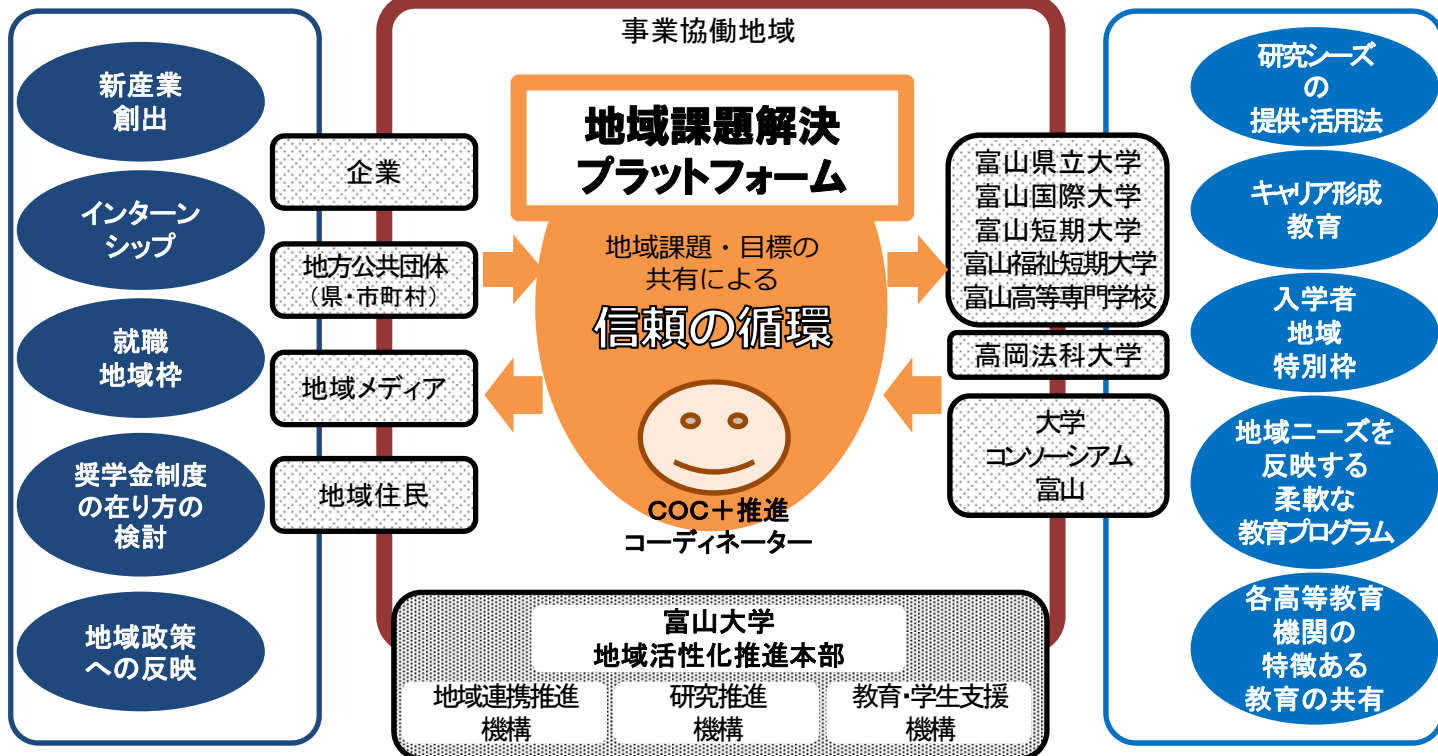 事業協働地域
新産業
創出
インターン
シップ
就職
地域枠
奨学金制度
の在り方の
検討
地域政策
への反映
企業
地方公共団体
（県・市町村）
地域メディア
地域住民
地域課題解決
プラットフォーム
地域課題・目標の
共有による
信頼の循環
COC＋推進
コーディネーター
富山県立大学
富山国際大学
富山短期大学
富山福祉短期大学
富山高等専門学校
高岡法科大学
大学
コンソーシアム
富山
研究シーズ
の
提供・活用法
キャリア形成
教育
入学者
地域
特別枠
地域ニーズを
反映する
柔軟な
教育プログラム
各高等教育
機関の
特徴ある
教育の共有
富山大学
地域活性化推進本部
地域連携推進
機構
研究推進
機構
教育・学生支援
機構